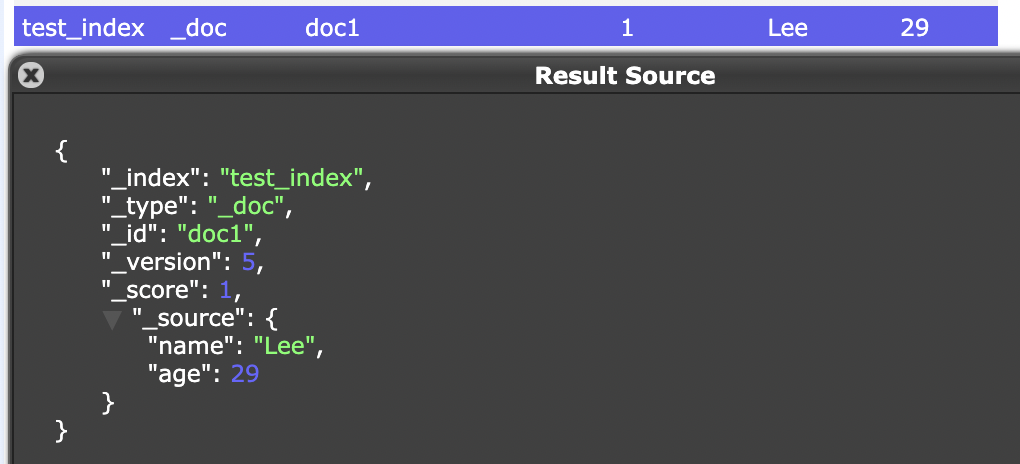 test_index _doc doc1 1 Lee 29
Result Source
{
"_index": "test_index",
"_type": "_doc",
"_id": "doc1",
"_version": 5,
"_score": 1,
"_source": {
"name": "Lee",
"age": 29
}
}